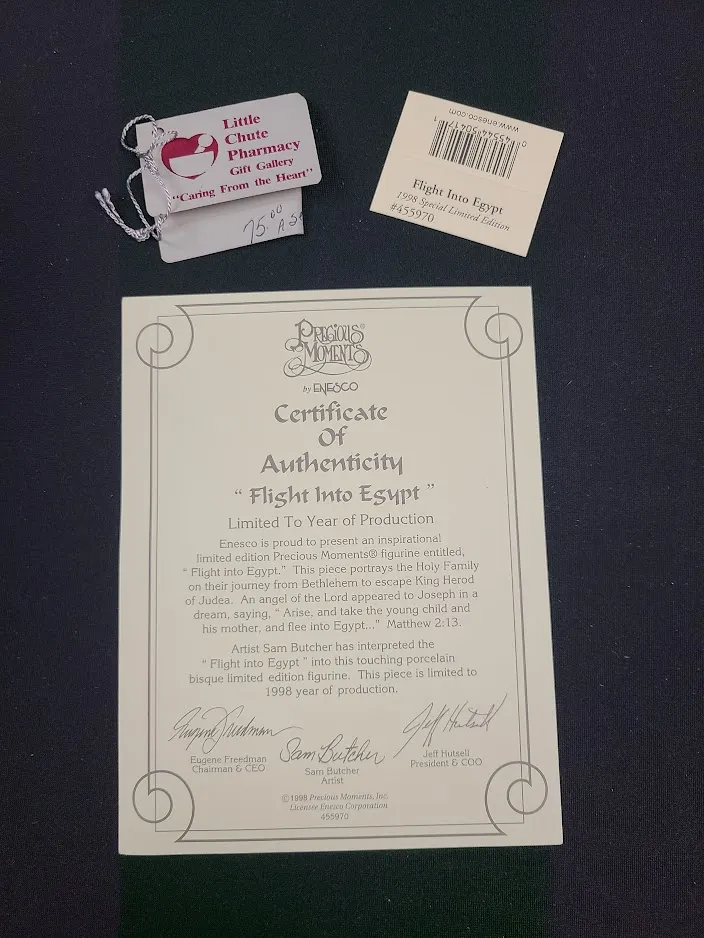 Little
Chute
Pharmacy
Gift Gallery
"Caring From the Heart"
75.00
www.enesco.com
0 45544 50417 1
Flight Into Egypt
1998 Special Limited Edition
#455970
PRECIOUS®
MOMENTS
by ENESCO
Certificate
Of
Authenticity
“ Flight Into Egypt ”
Limited To Year of Production
Enesco is proud to present an inspirational
limited edition Precious Moments® figurine entitled,
“ Flight into Egypt.” This piece portrays the Holy Family
on their journey from Bethlehem to escape King Herod
of Judea. An angel of the Lord appeared to Joseph in a
dream, saying, “ Arise, and take the young child and
his mother, and flee into Egypt...” Matthew 2:13.
Artist Sam Butcher has interpreted the
“ Flight into Egypt ” into this touching porcelain
bisque limited edition figurine. This piece is limited to
1998 year of production.
Eugene Freedman
Sam Butcher
Jeff Hutsell
Eugene Freedman
Chairman & CEO
Sam Butcher
Artist
Jeff Hutsell
President & COO
©1998 Precious Moments, Inc.
Licensee Enesco Corporation
455970